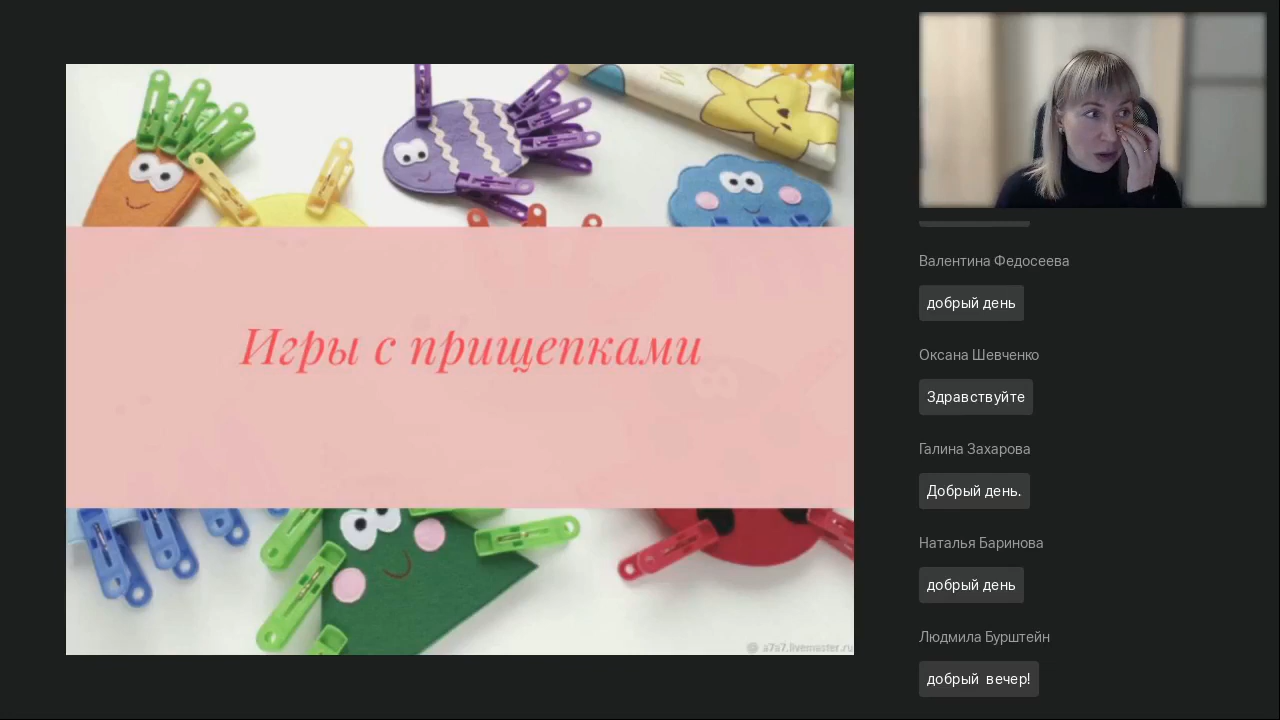 Игры с прищепками
a7a7.livemaster.ru
Валентина Федосеева
добрый день
Оксана Шевченко
Здравствуйте
Галина Захарова
Добрый день.
Наталья Баринова
добрый день
Людмила Бурштейн
добрый вечер!